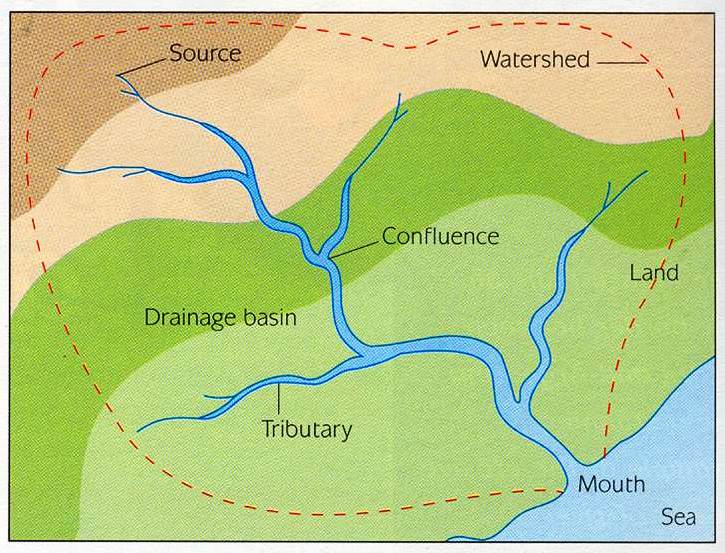 Source
Watershed
Confluence
Land
Drainage basin
Tributary
Mouth
Sea